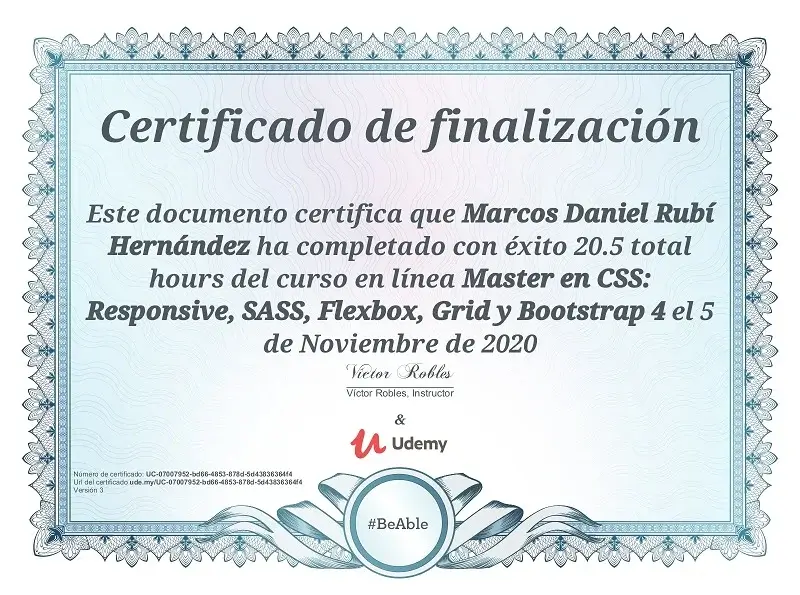 Certificado de finalización
Este documento certifica que Marcos Daniel Rubí
Hernández ha completado con éxito 20.5 total
hours del curso en línea Master en CSS:
Responsive, SASS, Flexbox, Grid y Bootstrap 4 el 5
de Noviembre de 2020
Víctor Robles
Víctor Robles, Instructor
&
Udemy
Número de certificado: UC-07007952-bd66-4853-878d-5d43836364f4
Url del certificado ude.my/UC-07007952-bd66-4853-878d-5d43836364f4
Versión 3
#BeAble